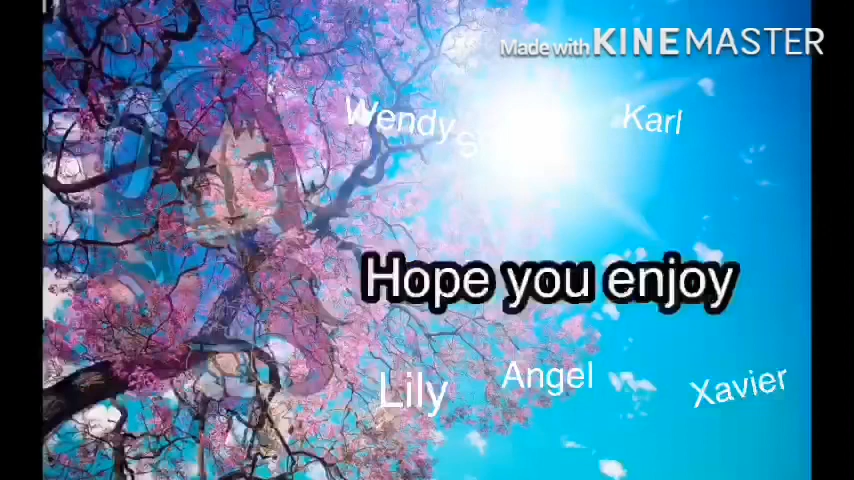 Made with KINEMASTER
Wendy
Karl
Hope you enjoy
Lily
Angel
Xavier